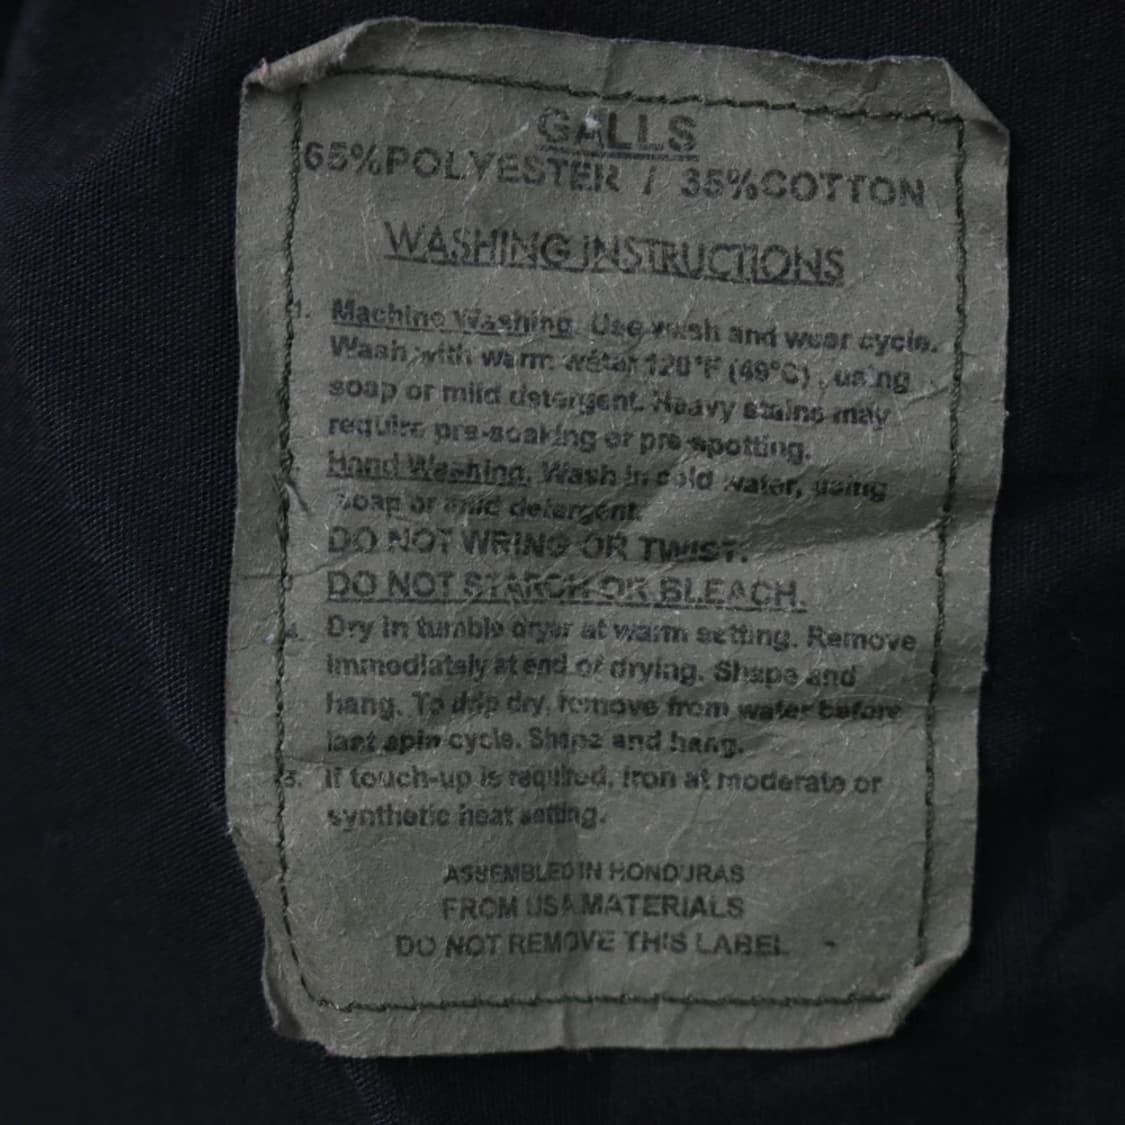 GALLS
65%POLYESTER / 35%COTTON
WASHING INSTRUCTIONS
1. Machine Washing. Use wash and wear cycle.
Wash with warm water 120°F (49°C), using
soap or mild detergent. Heavy stains may
require pre-soaking or pre-spotting.
Hand Washing. Wash in cold water, using
soap or mild detergent.
DO NOT WRING OR TWIST.
DO NOT STARCH OR BLEACH.
4. Dry in tumble dryer at warm setting. Remove
immediately at end of drying. Shape and
hang. To drip dry, remove from water before
last spin cycle. Shape and hang.
5. If touch-up is required, iron at moderate or
synthetic heat setting.
ASSEMBLED IN HONDURAS
FROM USA MATERIALS
DO NOT REMOVE THIS LABEL